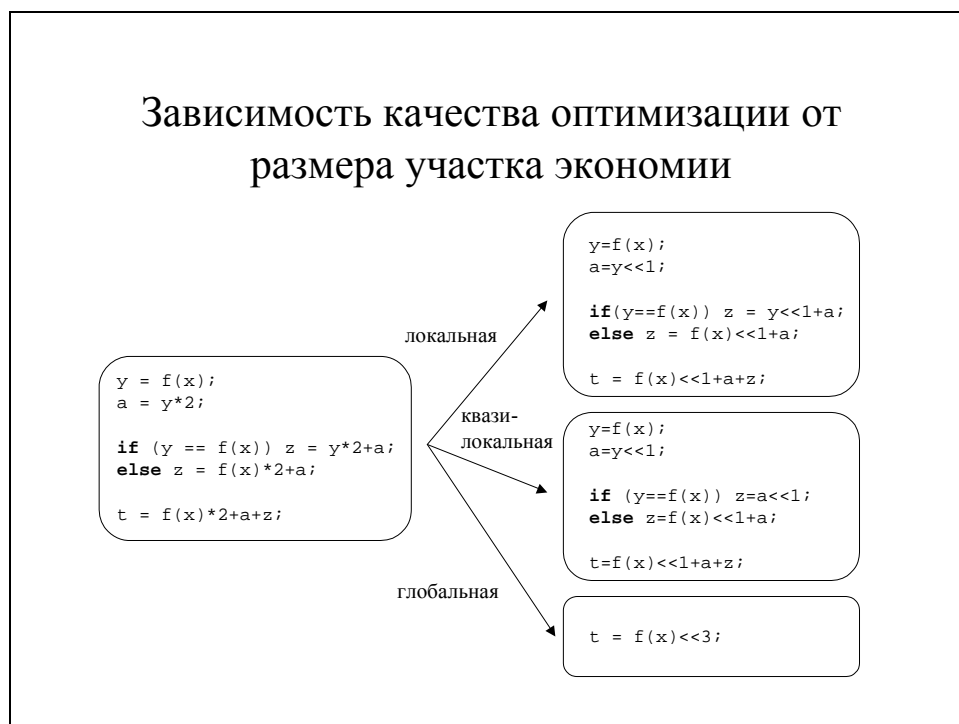 Зависимость качества оптимизации от
размера участка экономии
y = f(x);
a = y*2;
if (y == f(x)) z = y*2+a;
else z = f(x)*2+a;
t = f(x)*2+a+z;
локальная
y=f(x);
a=y<<1;
if(y==f(x)) z = y<<1+a;
else z = f(x)<<1+a;
t = f(x)<<1+a+z;
квази-
локальная
y=f(x);
a=y<<1;
if (y==f(x)) z=a<<1;
else z=f(x)<<1+a;
t=f(x)<<1+a+z;
глобальная
t = f(x)<<3;